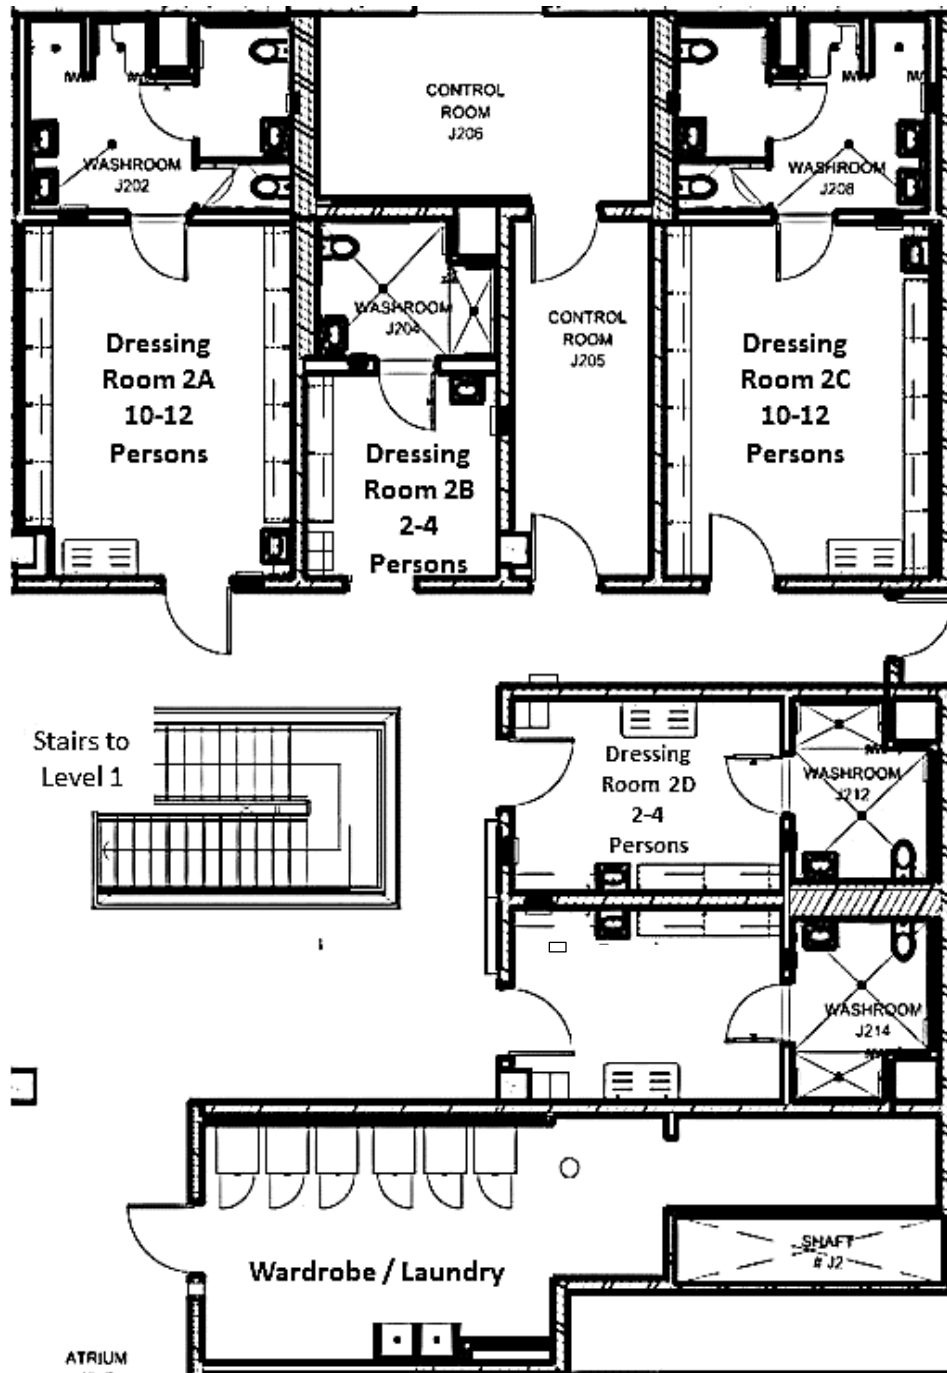 CONTROL
ROOM
J206
WASHROOM
J202
WASHROOM
J208
WASHROOM
J204
CONTROL
ROOM
J205
Dressing
Room 2A
10-12
Persons
Dressing
Room 2B
2-4
Persons
Dressing
Room 2C
10-12
Persons
Stairs to
Level 1
Dressing
Room 2D
2-4
Persons
WASHROOM
J212
WASHROOM
J214
Wardrobe / Laundry
SHAFT
# J2
ATRIUM